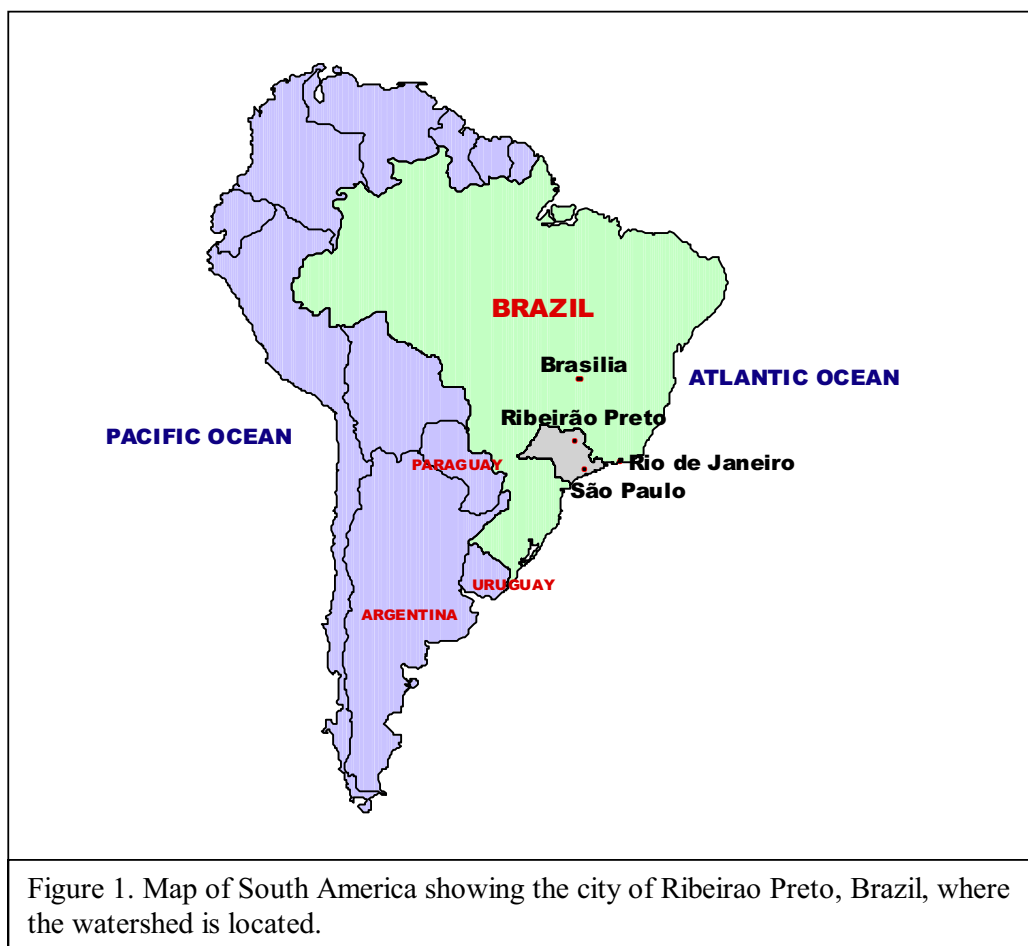 BRAZIL
Brasilia
ATLANTIC OCEAN
Ribeirão Preto
PACIFIC OCEAN
PARAGUAY
Rio de Janeiro
São Paulo
URUGUAY
ARGENTINA
Figure 1. Map of South America showing the city of Ribeirao Preto, Brazil, where
the watershed is located.